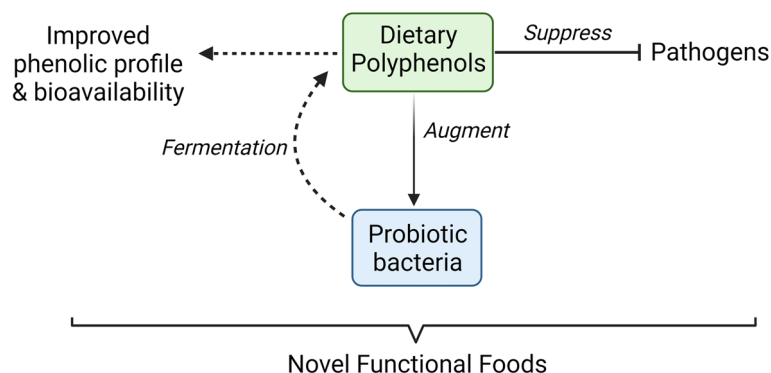 Improved
phenolic profile
& bioavailability
Dietary
Polyphenols
Suppress
Pathogens
Fermentation
Augment
Probiotic
bacteria
Novel Functional Foods